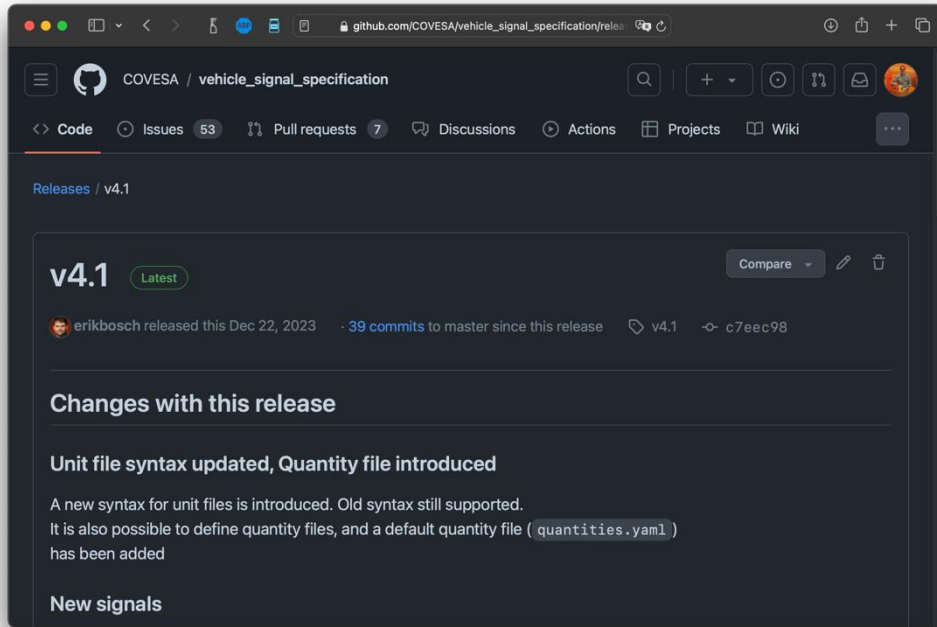 ABP
github.com/COVESA/vehicle_signal_specification/relea
COVESA / vehicle_signal_specification
Code
Issues 53
Pull requests 7
Discussions
Actions
Projects
Wiki
Releases / v4.1
v4.1 Latest
Compare
erikbosch released this Dec 22, 2023 · 39 commits to master since this release v4.1 c7eec98
Changes with this release
Unit file syntax updated, Quantity file introduced
A new syntax for unit files is introduced. Old syntax still supported.
It is also possible to define quantity files, and a default quantity file ( quantities.yaml )
has been added
New signals